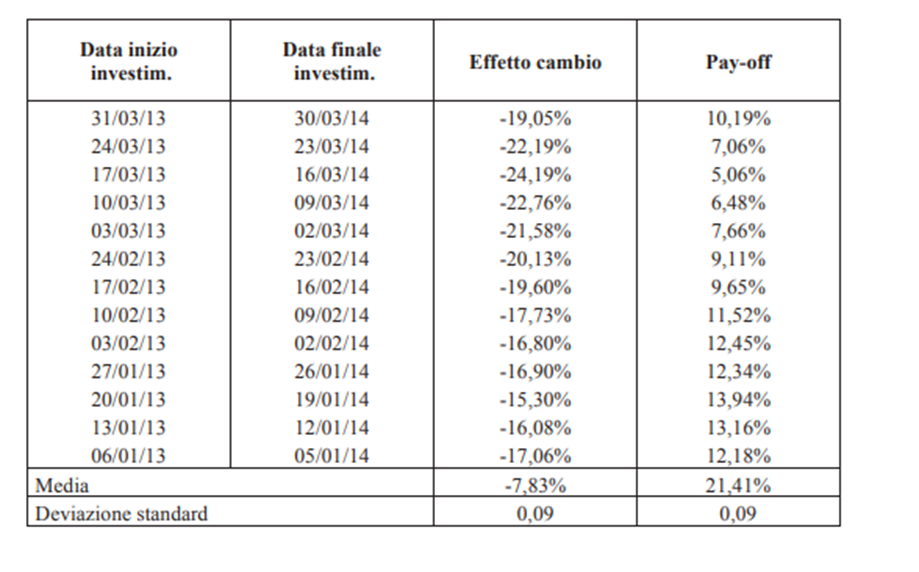 Data inizio investim. Data finale investim. Effetto cambio Pay-off
31/03/13 30/03/14 -19,05% 10,19%
24/03/13 23/03/14 -22,19% 7,06%
17/03/13 16/03/14 -24,19% 5,06%
10/03/13 09/03/14 -22,76% 6,48%
03/03/13 02/03/14 -21,58% 7,66%
24/02/13 23/02/14 -20,13% 9,11%
17/02/13 16/02/14 -19,60% 9,65%
10/02/13 09/02/14 -17,73% 11,52%
03/02/13 02/02/14 -16,80% 12,45%
27/01/13 26/01/14 -16,90% 12,34%
20/01/13 19/01/14 -15,30% 13,94%
13/01/13 12/01/14 -16,08% 13,16%
06/01/13 05/01/14 -17,06% 12,18%
Media -7,83% 21,41%
Deviazione standard 0,09 0,09